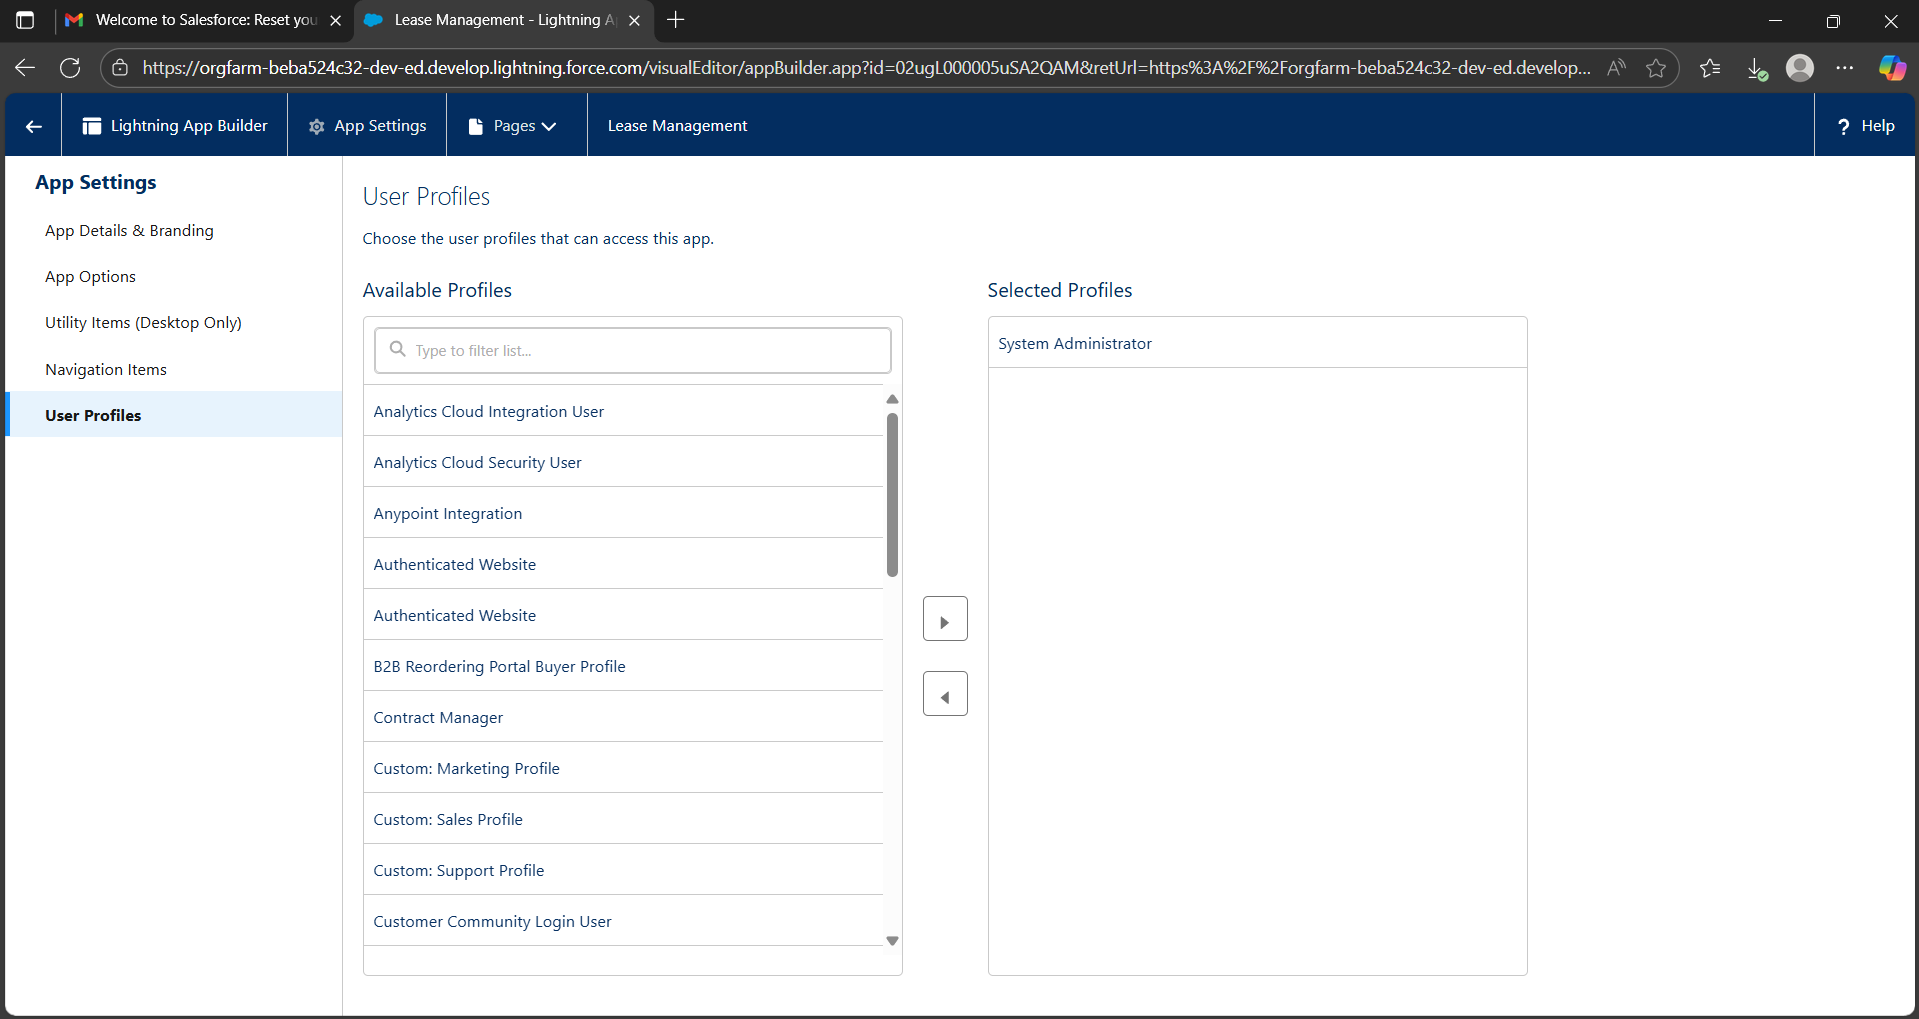 Welcome to Salesforce: Reset you
Lease Management - Lightning A
https://orgfarm-beba524c32-dev-ed.develop.lightning.force.com/visualEditor/appBuilder.app?id=02ugL000005uSA2QAM&retUrl=https%3A%2F%2Forgfarm-beba524c32-dev-ed.develop...
Lightning App Builder
App Settings
Pages
Lease Management
? Help
App Settings
App Details & Branding
App Options
Utility Items (Desktop Only)
Navigation Items
User Profiles
User Profiles
Choose the user profiles that can access this app.
Available Profiles
Type to filter list...
Analytics Cloud Integration User
Analytics Cloud Security User
Anypoint Integration
Authenticated Website
Authenticated Website
B2B Reordering Portal Buyer Profile
Contract Manager
Custom: Marketing Profile
Custom: Sales Profile
Custom: Support Profile
Customer Community Login User
Selected Profiles
System Administrator